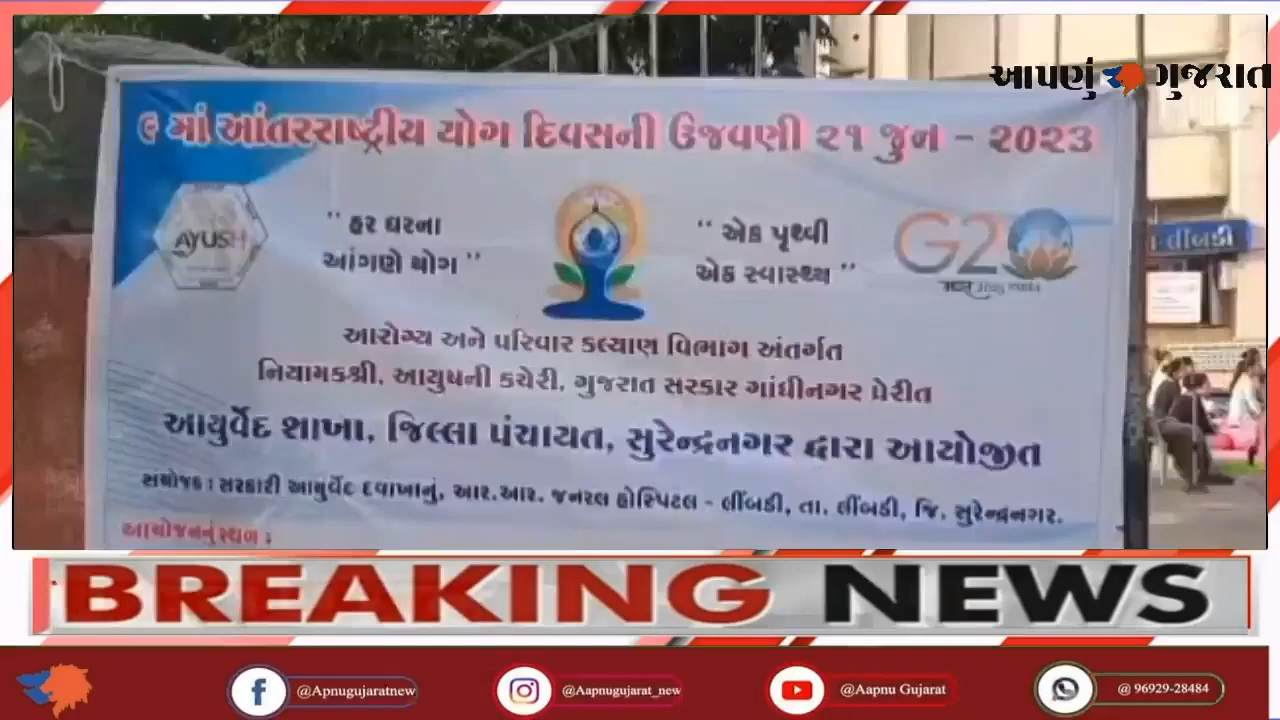 આપણું ગુજરાત
૯ માં આંતરરાષ્ટ્રીય યોગ દિવસની ઉજવણી ૨૧ જુન - ૨૦૨૩
AYUSH
" હર ઘરના
આંગણે યોગ "
" એક પૃથ્વી
એક સ્વાસ્થ્ય "
G20
આરોગ્ય અને પરિવાર કલ્યાણ વિભાગ અંતર્ગત
નિયામકશ્રી, આયુષની કચેરી, ગુજરાત સરકાર ગાંધીનગર પ્રેરીત
આયુર્વેદ શાખા, જિલ્લા પંચાયત, સુરેન્દ્રનગર દ્વારા આયોજીત
સંયોજક : સરકારી આયુર્વેદ દવાખાનું, આર.આર. જનરલ હોસ્પિટલ - લીંબડી, તા. લીંબડી, જિ. સુરેન્દ્રનગર.
આયોજનનું સ્થળ :
લીંબડી
BREAKING NEWS
@Apnugujaratnew
@Aapnugujarat_new
@Aapnu Gujarat
@ 96929-28484